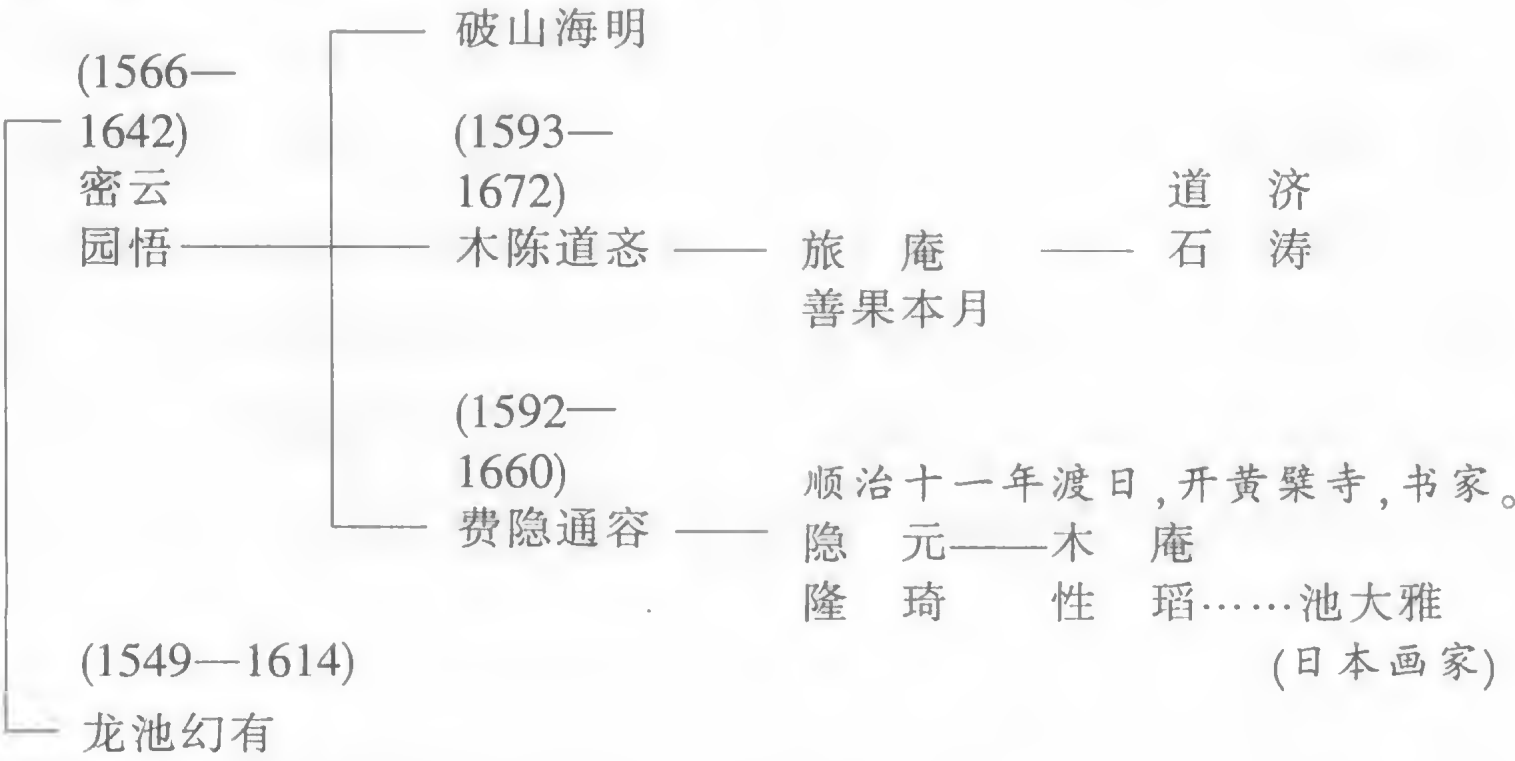 破山海明
(1566—
1642)
密云
园悟
(1593—
1672)
木陈道忞
旅 庵
善果本月
道 济
石 涛
(1592—
1660)
费隐通容
顺治十一年渡日,开黄檗寺,书家。
隐 元——木 庵
隆 琦 性 瑫……池大雅
(日本画家)
(1549—1614)
龙池幻有